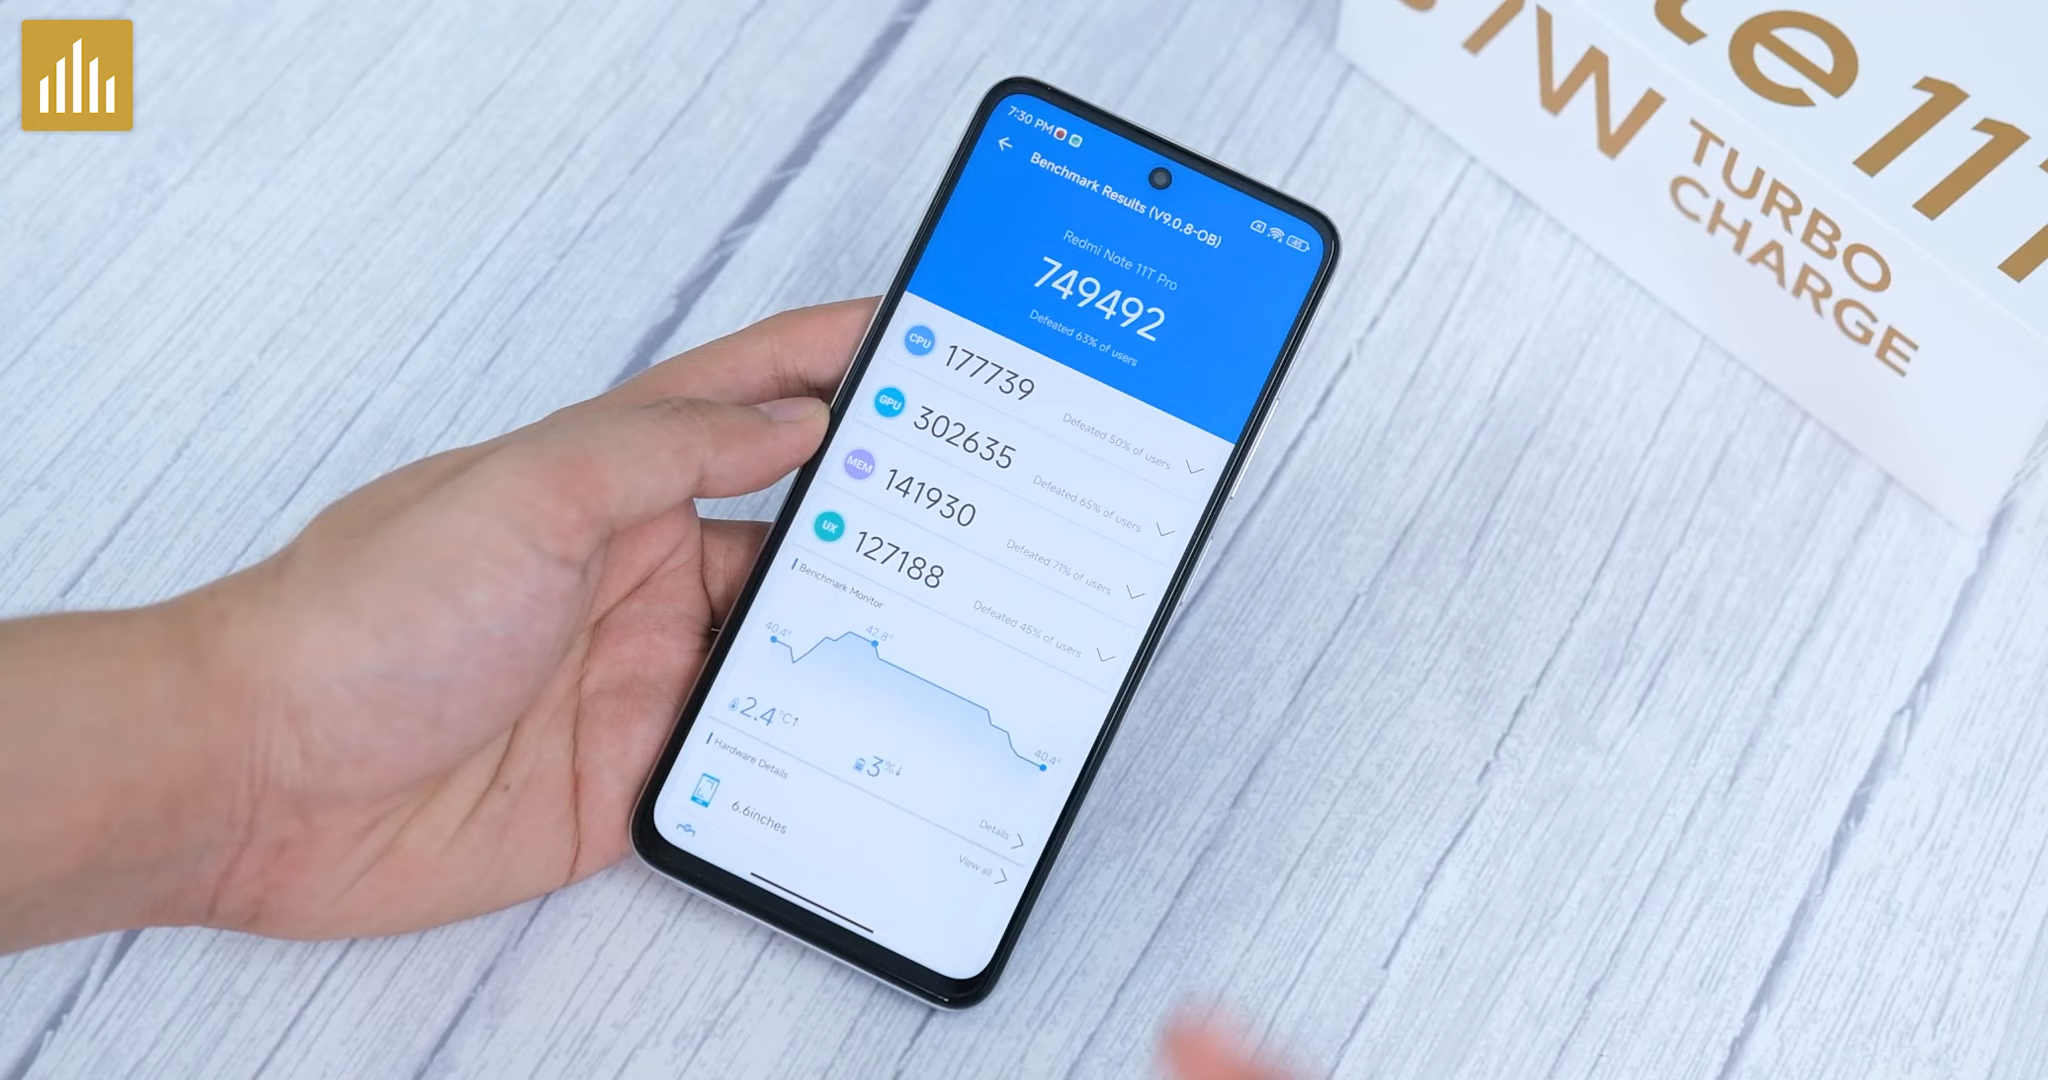 7:30 PM
Benchmark Results (V9.0.8-OB)
45
Redmi Note 11T Pro
749492
Defeated 63% of users
CPU 177739 Defeated 50% of users
GPU 302635 Defeated 65% of users
MEM 141930 Defeated 71% of users
UX 127188 Defeated 45% of users
Benchmark Monitor
40.4°
42.8°
40.4°
2.4°C↑
3%↓
Hardware Details
Details
6.6inches
View all
te 11T
W TURBO
CHARGE